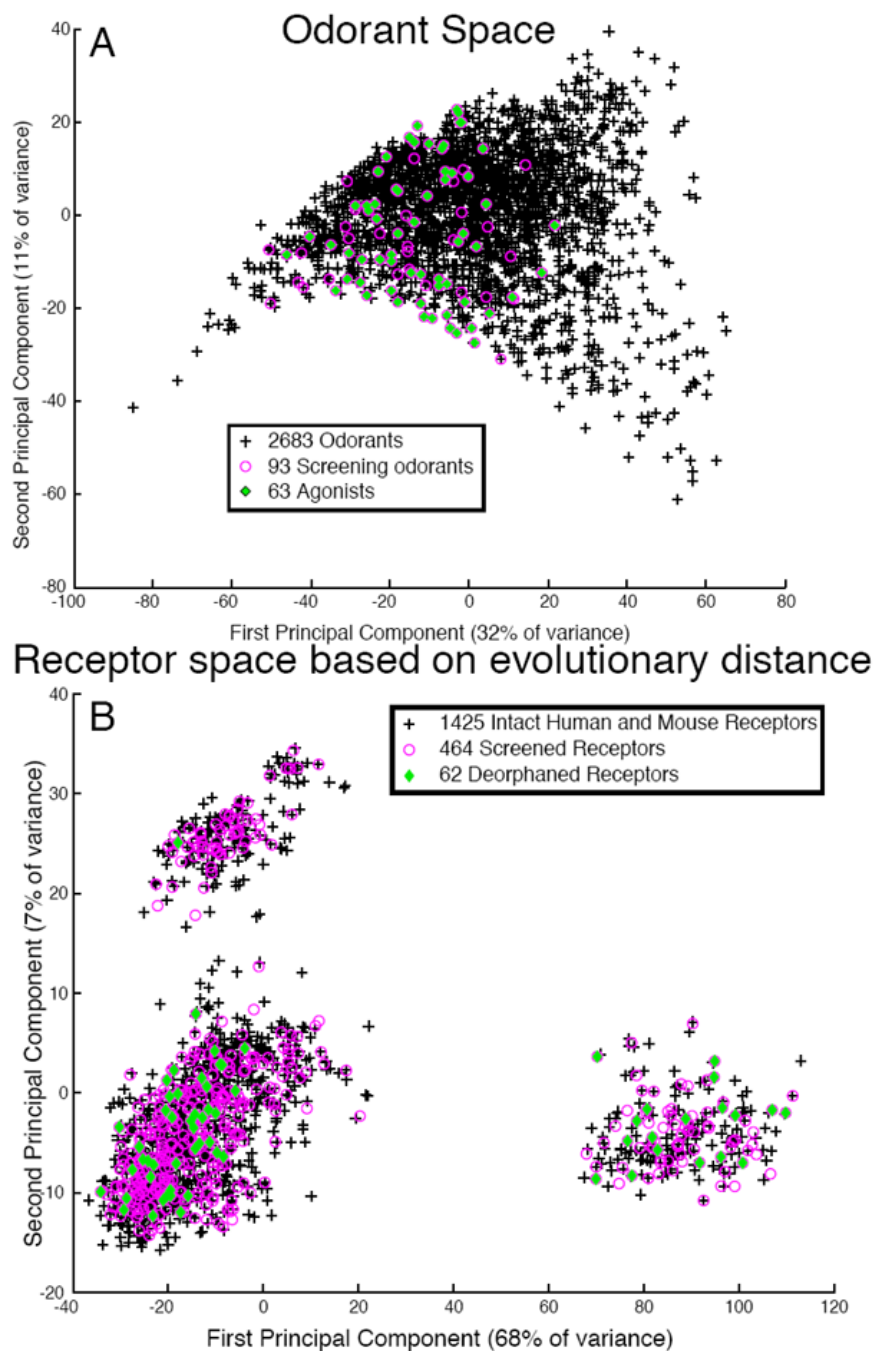 Odorant Space
A
40
20
0
-20
-40
-60
-80
Second Principal Component (11% of variance)
2683 Odorants
93 Screening odorants
63 Agonists
-100 -80 -60 -40 -20 0 20 40 60 80
First Principal Component (32% of variance)
Receptor space based on evolutionary distance
B
40
30
20
10
0
10
-20
Second Principal Component (7% of variance)
1425 Intact Human and Mouse Receptors
464 Screened Receptors
62 Deorphaned Receptors
-40 -20 0 20 40 60 80 100 120
First Principal Component (68% of variance)